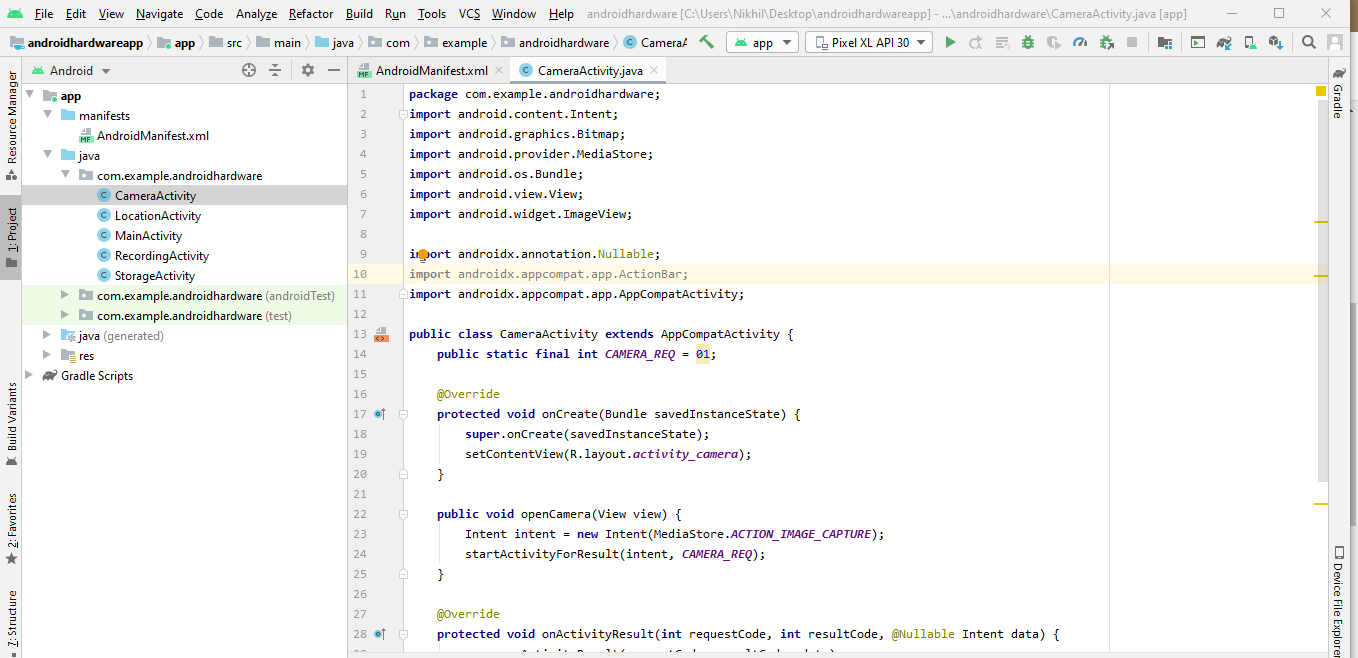 File Edit View Navigate Code Analyze Refactor Build Run Tools VCS Window Help androidhardware [C:\Users\Nikhil\Desktop\androidhardwareapp] - ...\androidhardware\CameraActivity.java [app]
androidhardwareapp app src main java com example androidhardware CameraA app Pixel XL API 30
Android
AndroidManifest.xml
CameraActivity.java
Resource Manager
1: Project
Build Variants
2: Favorites
7: Structure
app
manifests
AndroidManifest.xml
java
com.example.androidhardware
CameraActivity
LocationActivity
MainActivity
RecordingActivity
StorageActivity
com.example.androidhardware (androidTest)
com.example.androidhardware (test)
java (generated)
res
Gradle Scripts
1 package com.example.androidhardware;
2 import android.content.Intent;
3 import android.graphics.Bitmap;
4 import android.provider.MediaStore;
5 import android.os.Bundle;
6 import android.view.View;
7 import android.widget.ImageView;
8
9 import androidx.annotation.Nullable;
10 import androidx.appcompat.app.ActionBar;
11 import androidx.appcompat.app.AppCompatActivity;
12
13 public class CameraActivity extends AppCompatActivity {
14 public static final int CAMERA_REQ = 01;
15
16 @Override
17 protected void onCreate(Bundle savedInstanceState) {
18 super.onCreate(savedInstanceState);
19 setContentView(R.layout.activity_camera);
20 }
21
22 public void openCamera(View view) {
23 Intent intent = new Intent(MediaStore.ACTION_IMAGE_CAPTURE);
24 startActivityForResult(intent, CAMERA_REQ);
25 }
26
27 @Override
28 protected void onActivityResult(int requestCode, int resultCode, @Nullable Intent data) {
Gradle
Device File Explorer